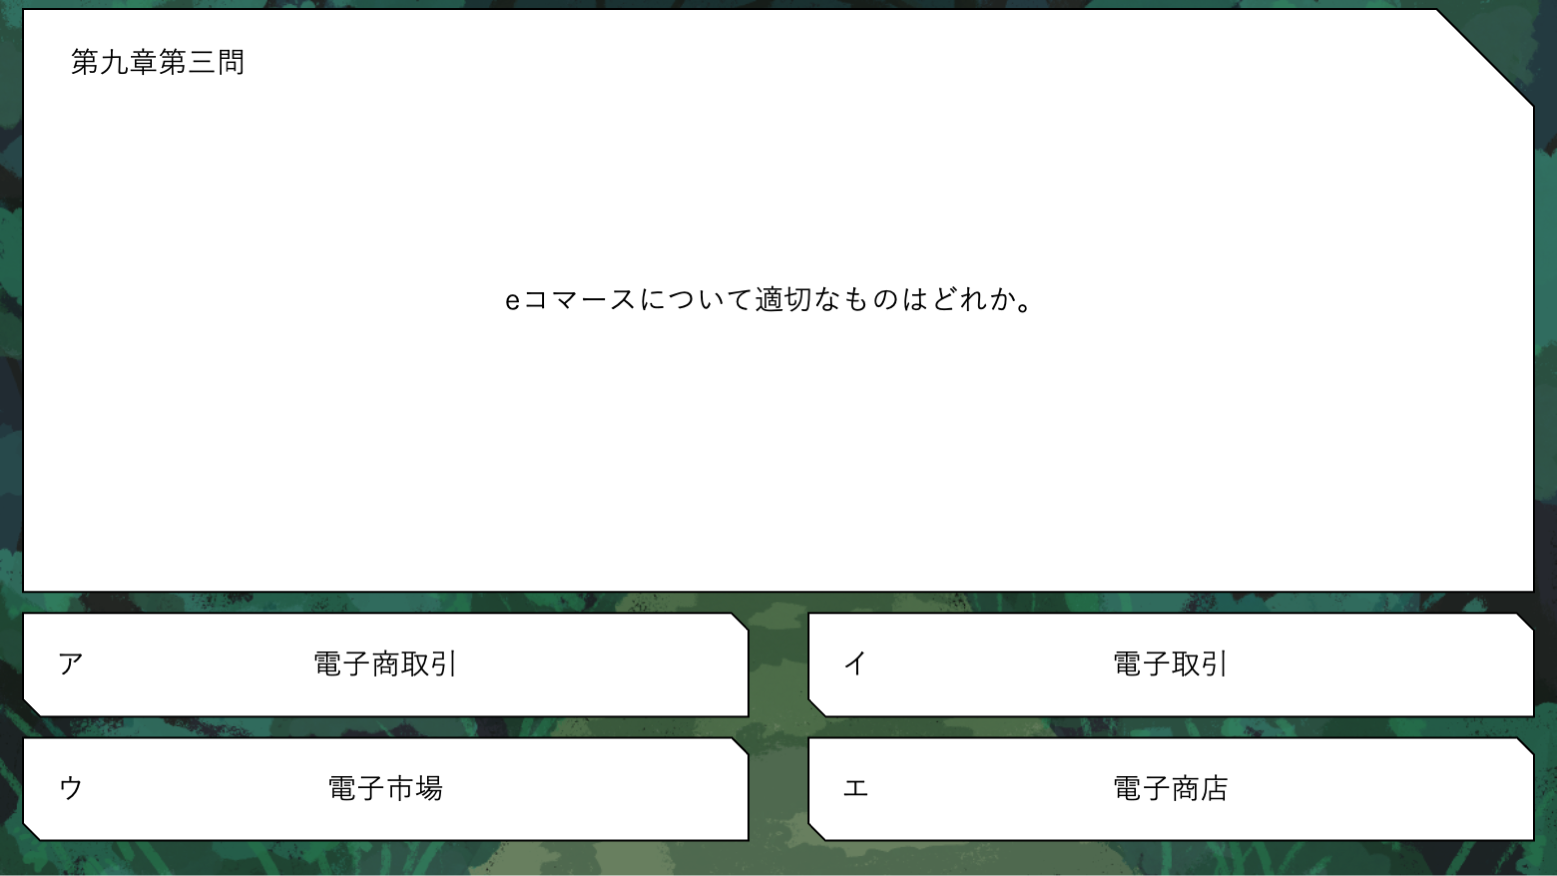 第九章第三問
eコマースについて適切なものはどれか。
ア 電子商取引
イ 電子取引
ウ 電子市場
エ 電子商店